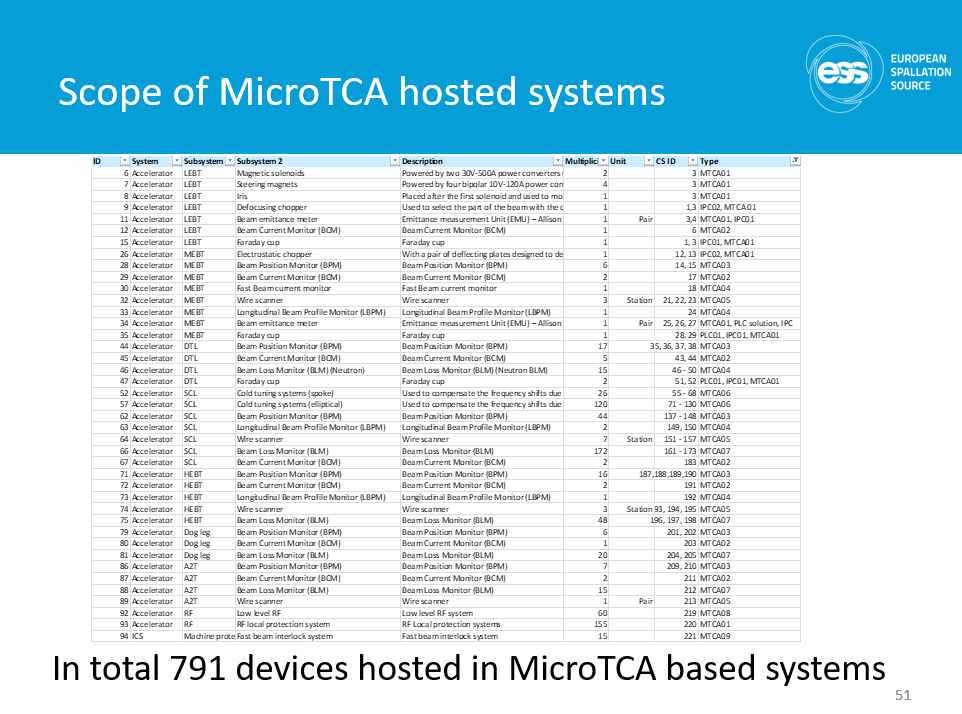 Scope of MicroTCA hosted systems
ess
EUROPEAN
SPALLATION
SOURCE
ID System Subsystem Subsystem 2 Description Multiplic Unit CS ID Type
6 Accelerator LEBT Magnetic solenoids Powered by two 30V-500A power converters 2 3 MTCA01
7 Accelerator LEBT Steering magnets Powered by four bipolar 10V-120A power con 4 3 MTCA01
8 Accelerator LEBT Iris Placed after the first solenoid and used to mo 1 3 MTCA01
9 Accelerator LEBT Defocusing chopper Used to select the part of the beam with the c 1 1,3 IPC02, MTCA01
11 Accelerator LEBT Beam emittance meter Emittance measurement Unit (EMU) – Allison 1 Pair 3,4 MTCA01, IPC01
12 Accelerator LEBT Beam Current Monitor (BCM) Beam Current Monitor (BCM) 1 6 MTCA02
15 Accelerator LEBT Faraday cup Faraday cup 1 1, 3 IPC01, MTCA01
26 Accelerator MEBT Electrostatic chopper With a pair of deflecting plates designed to de 1 12, 13 IPC02, MTCA01
28 Accelerator MEBT Beam Position Monitor (BPM) Beam Position Monitor (BPM) 6 14, 15 MTCA03
29 Accelerator MEBT Beam Current Monitor (BCM) Beam Current Monitor (BCM) 2 17 MTCA02
30 Accelerator MEBT Fast Beam current monitor Fast Beam current monitor 1 18 MTCA04
32 Accelerator MEBT Wire scanner Wire scanner 3 Station 21, 22, 23 MTCA05
33 Accelerator MEBT Longitudinal Beam Profile Monitor (LBPM) Longitudinal Beam Profile Monitor (LBPM) 1 24 MTCA04
34 Accelerator MEBT Beam emittance meter Emittance measurement Unit (EMU) – Allison 1 Pair 25, 26, 27 MTCA01, PLC solution, IPC
35 Accelerator MEBT Faraday cup Faraday cup 1 28, 29 PLC01, IPC01, MTCA01
44 Accelerator DTL Beam Position Monitor (BPM) Beam Position Monitor (BPM) 17 35, 36, 37, 38 MTCA03
45 Accelerator DTL Beam Current Monitor (BCM) Beam Current Monitor (BCM) 5 43, 44 MTCA02
46 Accelerator DTL Beam Loss Monitor (BLM) (Neutron) Beam Loss Monitor (BLM) (Neutron BLM) 15 46 - 50 MTCA04
47 Accelerator DTL Faraday cup Faraday cup 2 51, 52 PLC01, IPC01, MTCA01
52 Accelerator SCL Cold tuning systems (spoke) Used to compensate the frequency shifts due 26 55 - 68 MTCA06
57 Accelerator SCL Cold tuning systems (elliptical) Used to compensate the frequency shifts due 120 71 - 130 MTCA06
62 Accelerator SCL Beam Position Monitor (BPM) Beam Position Monitor (BPM) 44 137 - 148 MTCA03
63 Accelerator SCL Longitudinal Beam Profile Monitor (LBPM) Longitudinal Beam Profile Monitor (LBPM) 2 149, 150 MTCA04
64 Accelerator SCL Wire scanner Wire scanner 7 Station 151 - 157 MTCA05
66 Accelerator SCL Beam Loss Monitor (BLM) Beam Loss Monitor (BLM) 172 161 - 173 MTCA07
67 Accelerator SCL Beam Current Monitor (BCM) Beam Current Monitor (BCM) 2 183 MTCA02
71 Accelerator HEBT Beam Position Monitor (BPM) Beam Position Monitor (BPM) 16 187,188,189,190 MTCA03
72 Accelerator HEBT Beam Current Monitor (BCM) Beam Current Monitor (BCM) 2 191 MTCA02
73 Accelerator HEBT Longitudinal Beam Profile Monitor (LBPM) Longitudinal Beam Profile Monitor (LBPM) 1 192 MTCA04
74 Accelerator HEBT Wire scanner Wire scanner 3 Station 93, 194, 195 MTCA05
75 Accelerator HEBT Beam Loss Monitor (BLM) Beam Loss Monitor (BLM) 48 196, 197, 198 MTCA07
79 Accelerator Dog leg Beam Position Monitor (BPM) Beam Position Monitor (BPM) 6 201, 202 MTCA03
80 Accelerator Dog leg Beam Current Monitor (BCM) Beam Current Monitor (BCM) 1 203 MTCA02
81 Accelerator Dog leg Beam Loss Monitor (BLM) Beam Loss Monitor (BLM) 20 204, 205 MTCA07
86 Accelerator A2T Beam Position Monitor (BPM) Beam Position Monitor (BPM) 7 209, 210 MTCA03
87 Accelerator A2T Beam Current Monitor (BCM) Beam Current Monitor (BCM) 2 211 MTCA02
88 Accelerator A2T Beam Loss Monitor (BLM) Beam Loss Monitor (BLM) 15 212 MTCA07
89 Accelerator A2T Wire scanner Wire scanner 1 Pair 213 MTCA05
92 Accelerator RF Low level RF Low level RF system 60 219 MTCA08
93 Accelerator RF RF local protection system RF Local protection systems 155 220 MTCA01
94 ICS Machine prote Fast beam interlock system Fast beam interlock system 15 221 MTCA09
In total 791 devices hosted in MicroTCA based systems
51